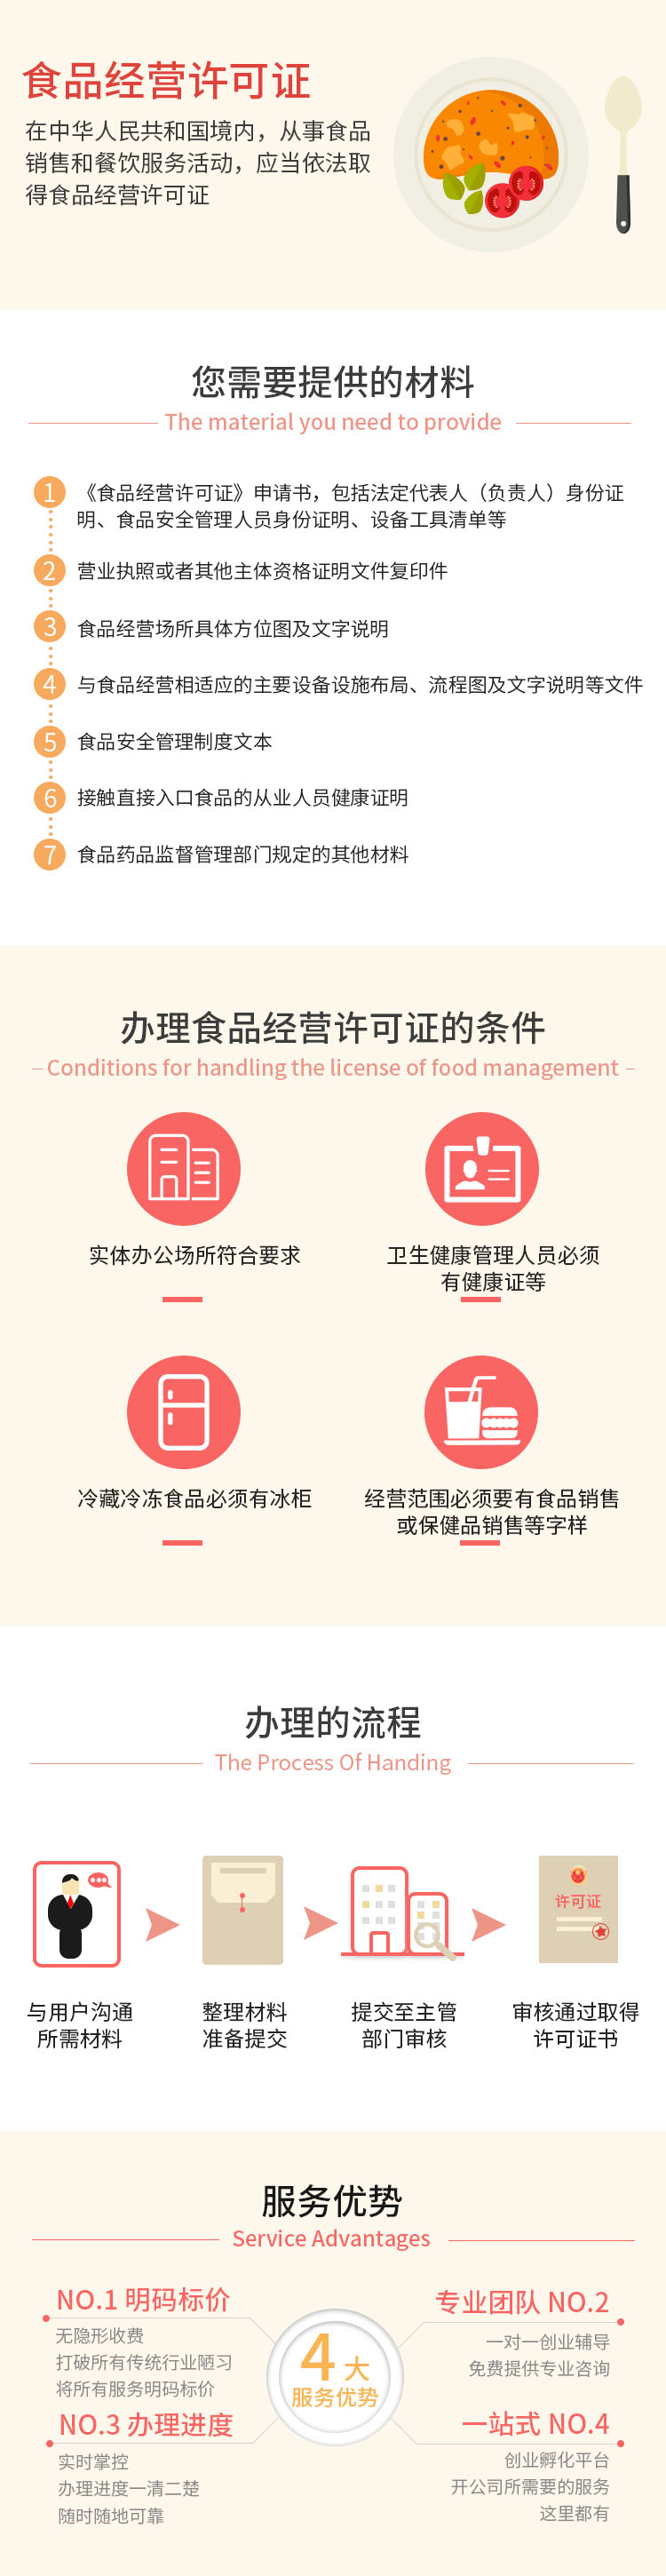 食品经营许可证
在中华人民共和国境内，从事食品
销售和餐饮服务活动，应当依法取
得食品经营许可证
您需要提供的材料
The material you need to provide
1 《食品经营许可证》申请书，包括法定代表人（负责人）身份证
明、食品安全管理人员身份证明、设备工具清单等
2 营业执照或者其他主体资格证明文件复印件
3 食品经营场所具体方位图及文字说明
4 与食品经营相适应的主要设备设施布局、流程图及文字说明等文件
5 食品安全管理制度文本
6 接触直接入口食品的从业人员健康证明
7 食品药品监督管理部门规定的其他材料
办理食品经营许可证的条件
Conditions for handling the license of food management
实体办公场所符合要求
卫生健康管理人员必须
有健康证等
冷藏冷冻食品必须有冰柜
经营范围必须要有食品销售
或保健品销售等字样
办理的流程
The Process Of Handing
许可证
与用户沟通
所需材料
整理材料
准备提交
提交至主管
部门审核
审核通过取得
许可证书
服务优势
Service Advantages
NO.1 明码标价
无隐形收费
打破所有传统行业陋习
将所有服务明码标价
专业团队 NO.2
一对一创业辅导
免费提供专业咨询
4 大
服务优势
NO.3 办理进度
实时掌控
办理进度一清二楚
随时随地可靠
一站式 NO.4
创业孵化平台
开公司所需要的服务
这里都有